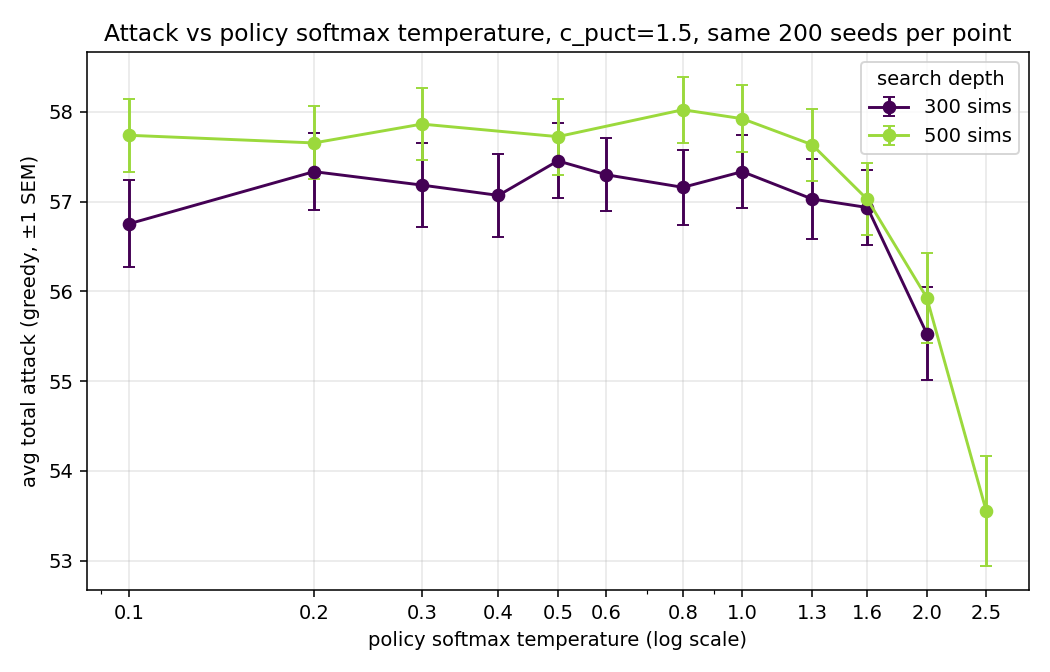 Attack vs policy softmax temperature, c_puct=1.5, same 200 seeds per point
search depth
300 sims
500 sims
avg total attack (greedy, ±1 SEM)
58
57
56
55
54
53
0.1 0.2 0.3 0.4 0.5 0.6 0.8 1.0 1.3 1.6 2.0 2.5
policy softmax temperature (log scale)